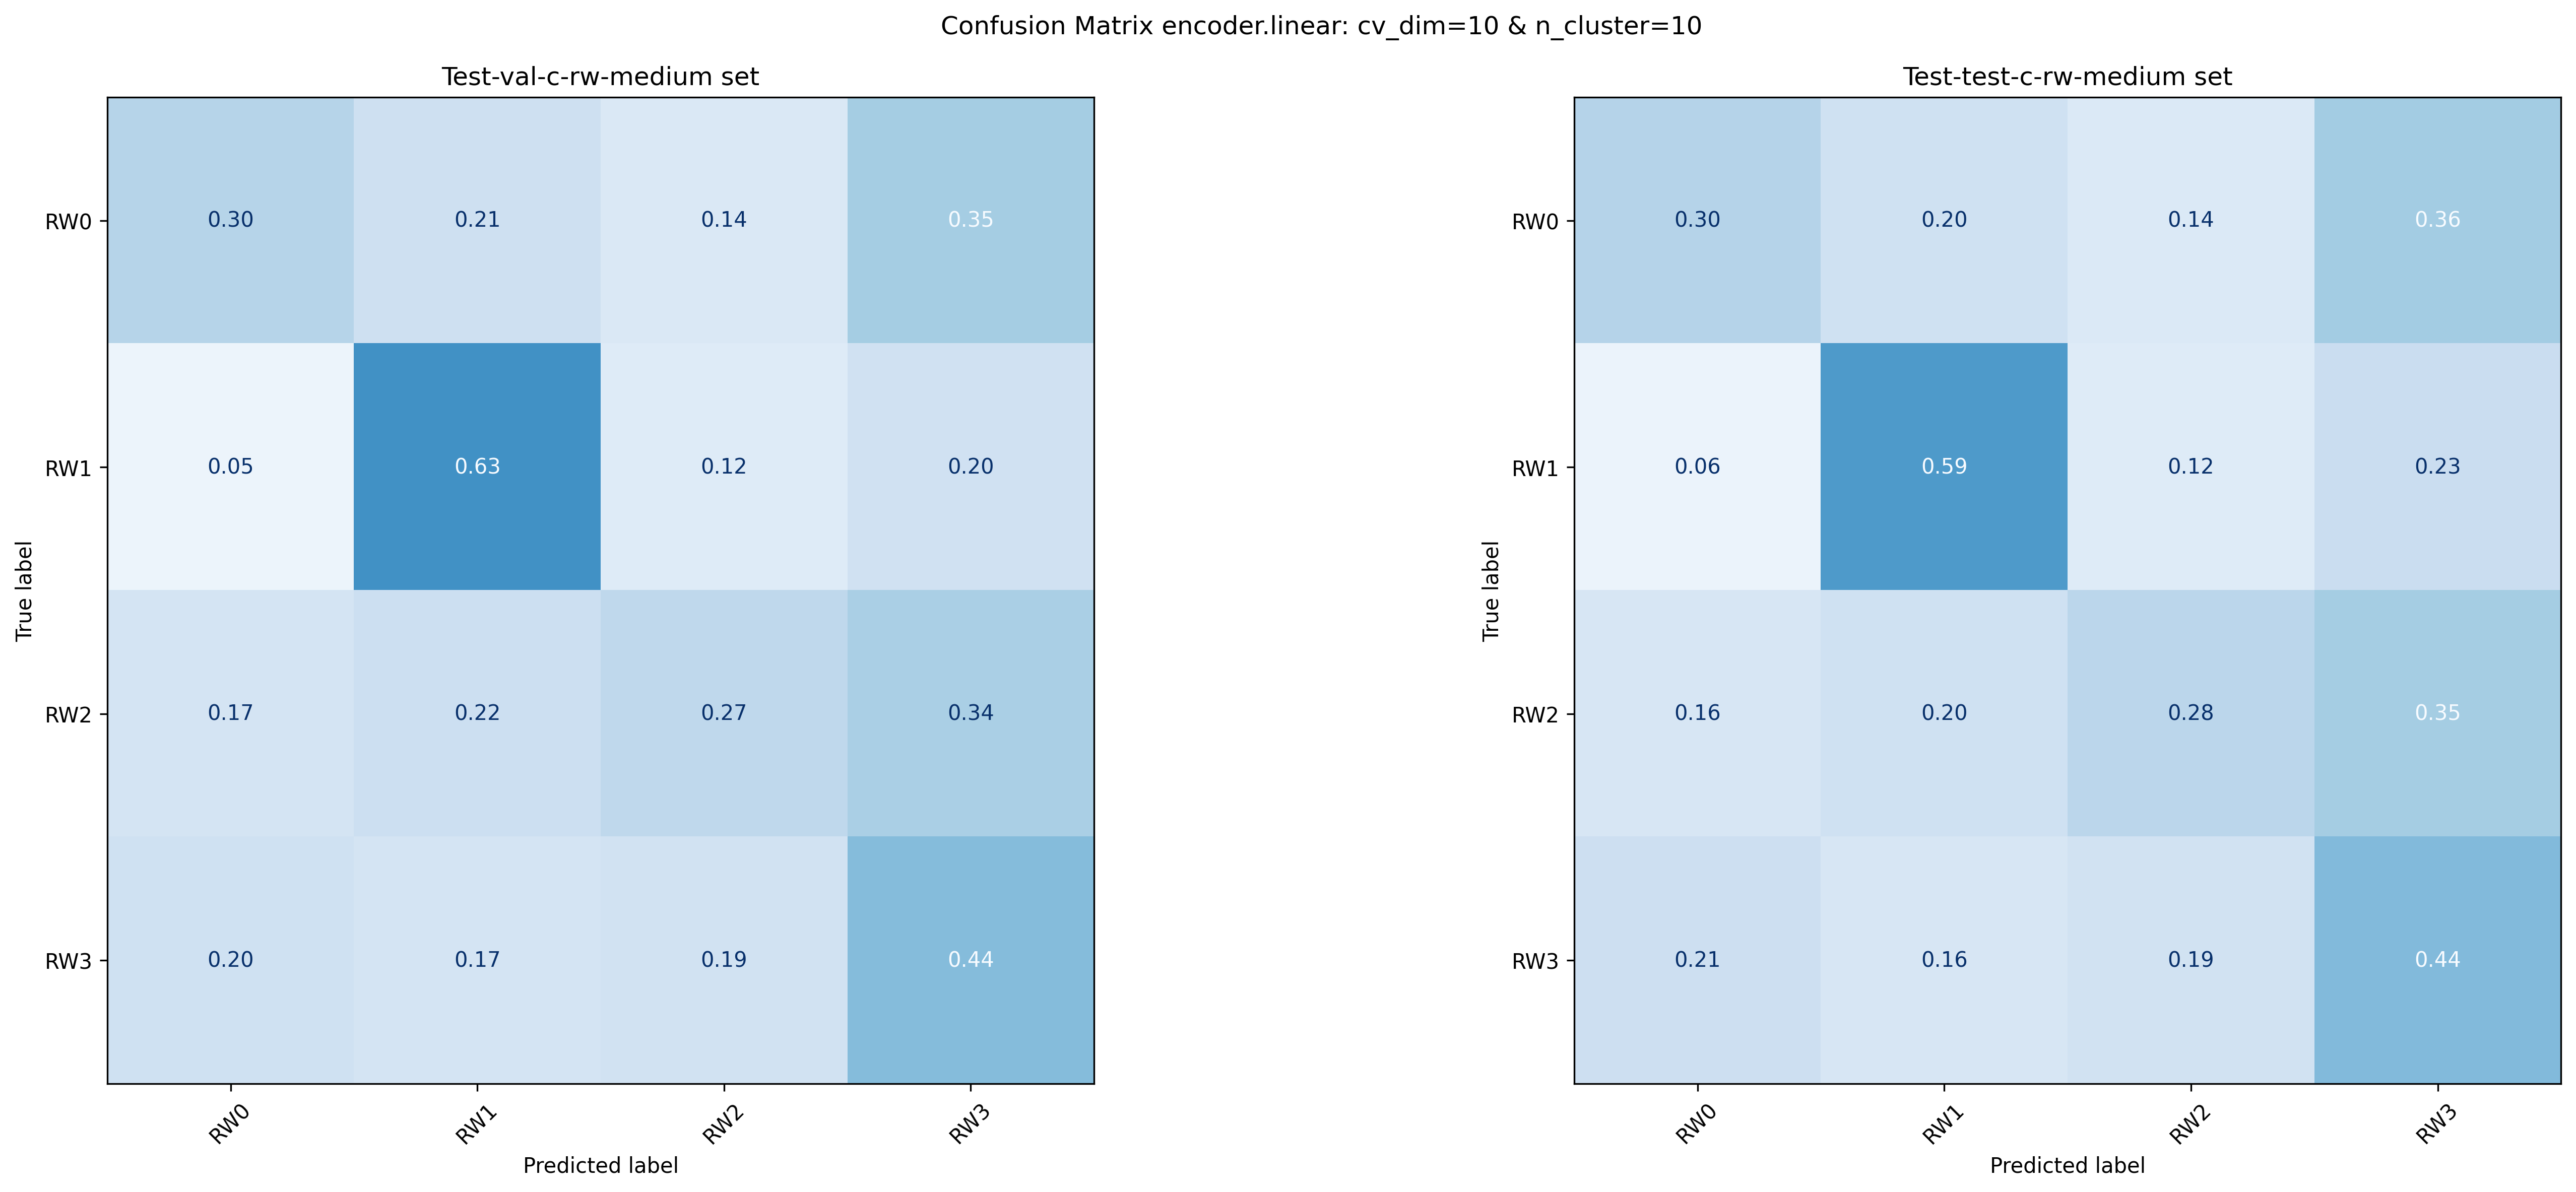 Confusion Matrix encoder.linear: cv_dim=10 & n_cluster=10
Test-val-c-rw-medium set
True label
RW0 0.30 0.21 0.14 0.35
RW1 0.05 0.63 0.12 0.20
RW2 0.17 0.22 0.27 0.34
RW3 0.20 0.17 0.19 0.44
RW0 RW1 RW2 RW3
Predicted label
Test-test-c-rw-medium set
True label
RW0 0.30 0.20 0.14 0.36
RW1 0.06 0.59 0.12 0.23
RW2 0.16 0.20 0.28 0.35
RW3 0.21 0.16 0.19 0.44
RW0 RW1 RW2 RW3
Predicted label